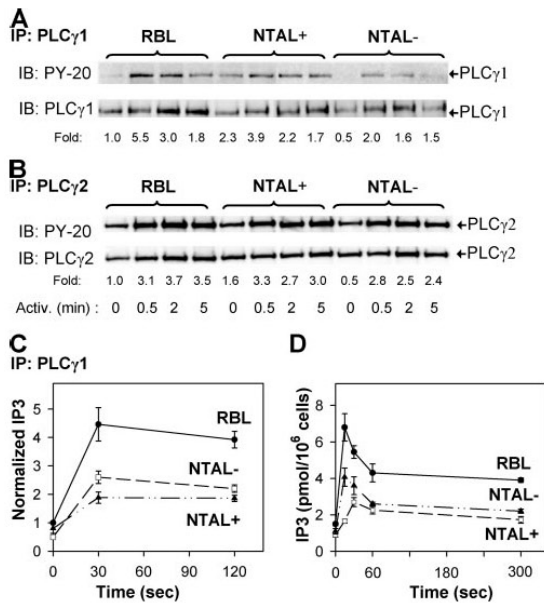 A
IP: PLCγ1
RBL NTAL+ NTAL-
IB: PY-20 ←PLCγ1
IB: PLCγ1 ←PLCγ1
Fold: 1.0 5.5 3.0 1.8 2.3 3.9 2.2 1.7 0.5 2.0 1.6 1.5
B
IP: PLCγ2
RBL NTAL+ NTAL-
IB: PY-20 ←PLCγ2
IB: PLCγ2 ←PLCγ2
Fold: 1.0 3.1 3.7 3.5 1.6 3.3 2.7 3.0 0.5 2.8 2.5 2.4
Activ. (min) : 0 0.5 2 5 0 0.5 2 5 0 0.5 2 5
C
IP: PLCγ1
Normalized IP3
5
4
3
2
1
0
RBL
NTAL-
NTAL+
0 30 60 90 120
Time (sec)
D
IP3 (pmol/10⁶ cells)
8
6
4
2
0
RBL
NTAL-
NTAL+
0 60 300
Time (sec)